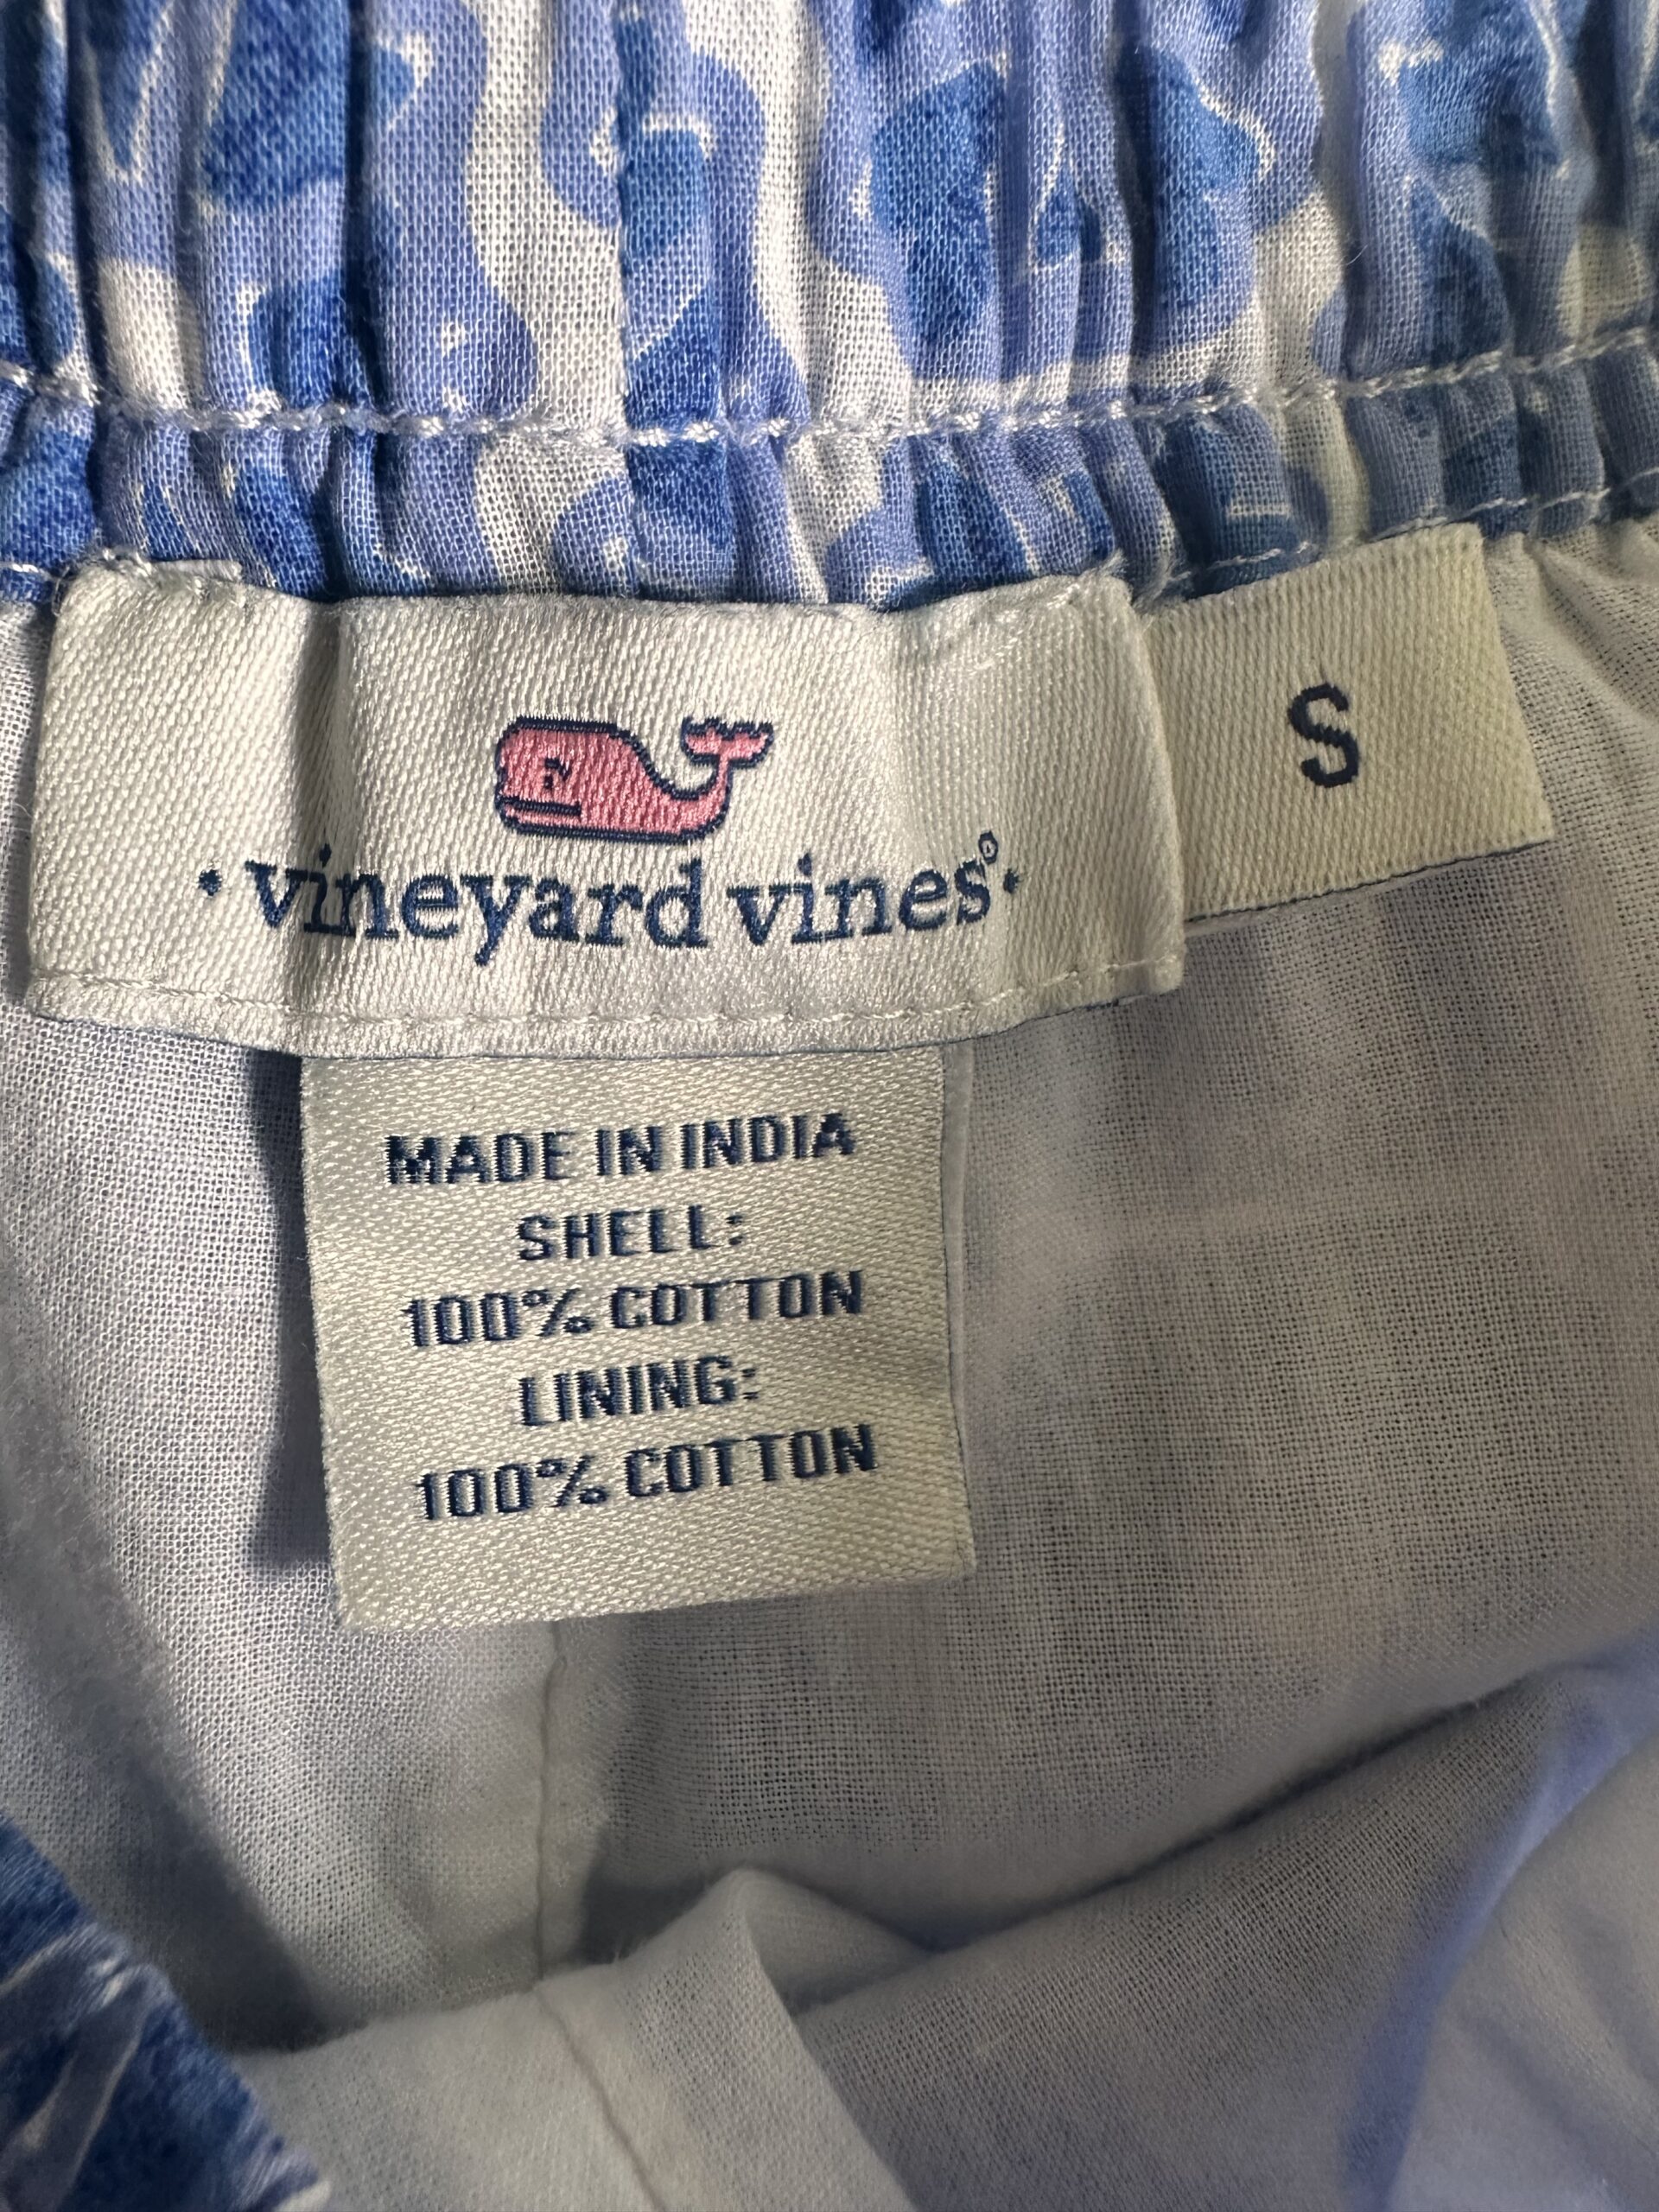 · vineyard vines® ·
S
MADE IN INDIA
SHELL:
100% COTTON
LINING:
100% COTTON